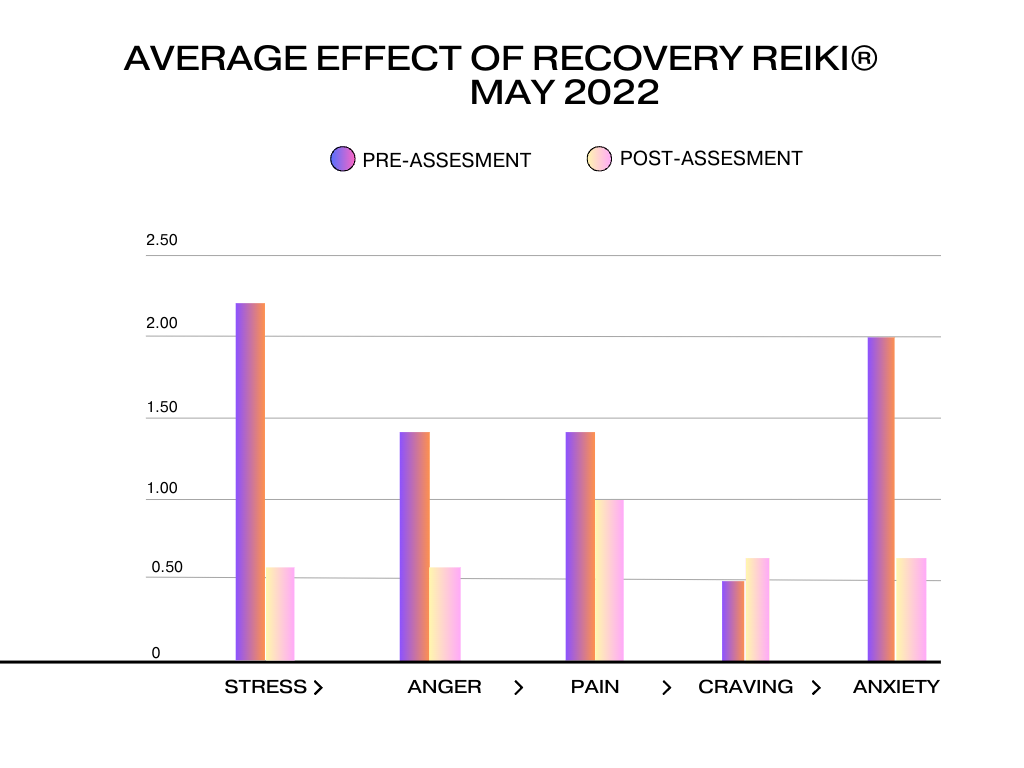 AVERAGE EFFECT OF RECOVERY REIKI®
MAY 2022
PRE-ASSESMENT POST-ASSESMENT
2.50
2.00
1.50
1.00
0.50
0
STRESS > ANGER > PAIN > CRAVING > ANXIETY